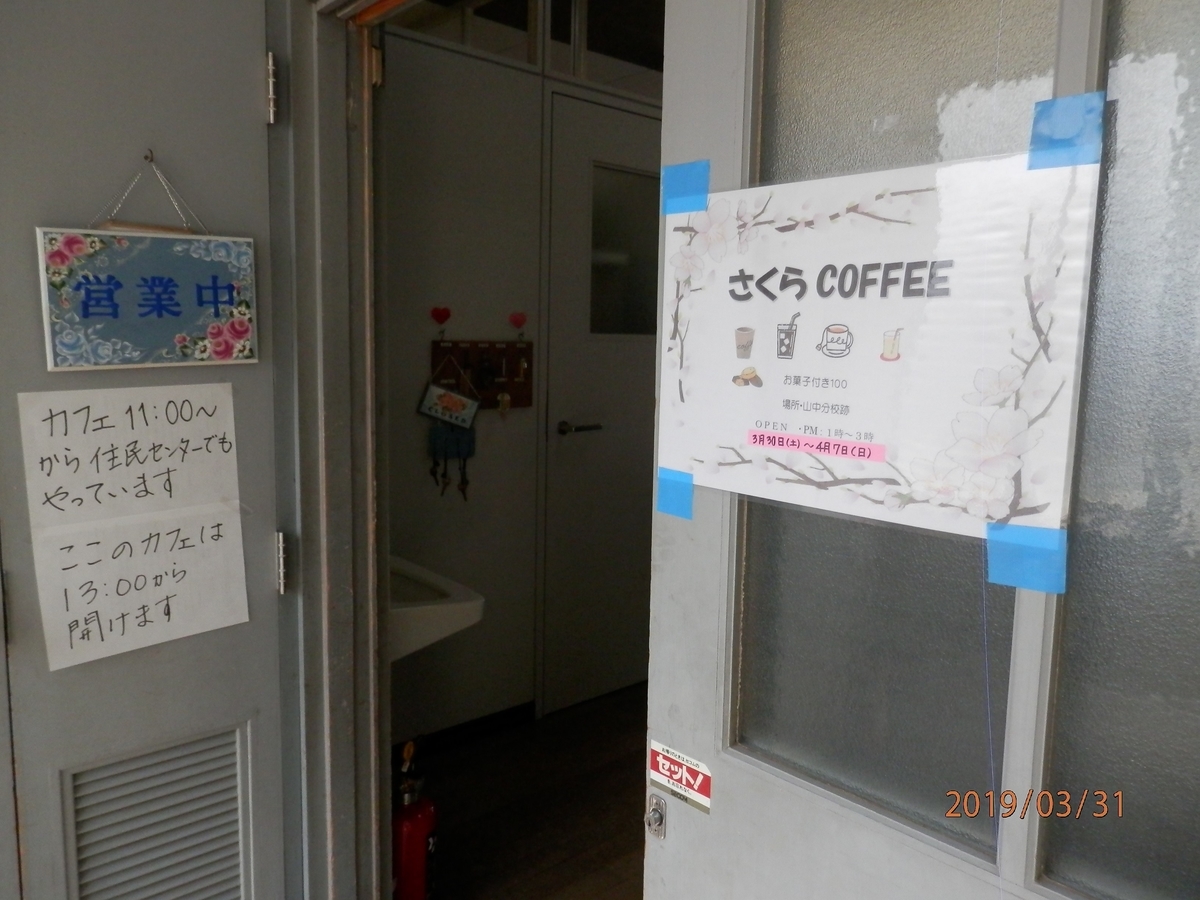 営業中
カフェ 11:00〜
から 住民センターでも
やっています
ここのカフェは
13:00から
開けます
さくら COFFEE
お菓子付き100
場所・山中分校跡
OPEN ・PM:1時〜3時
3月30日(土)〜4月7日(日)
セット!
2019/03/31